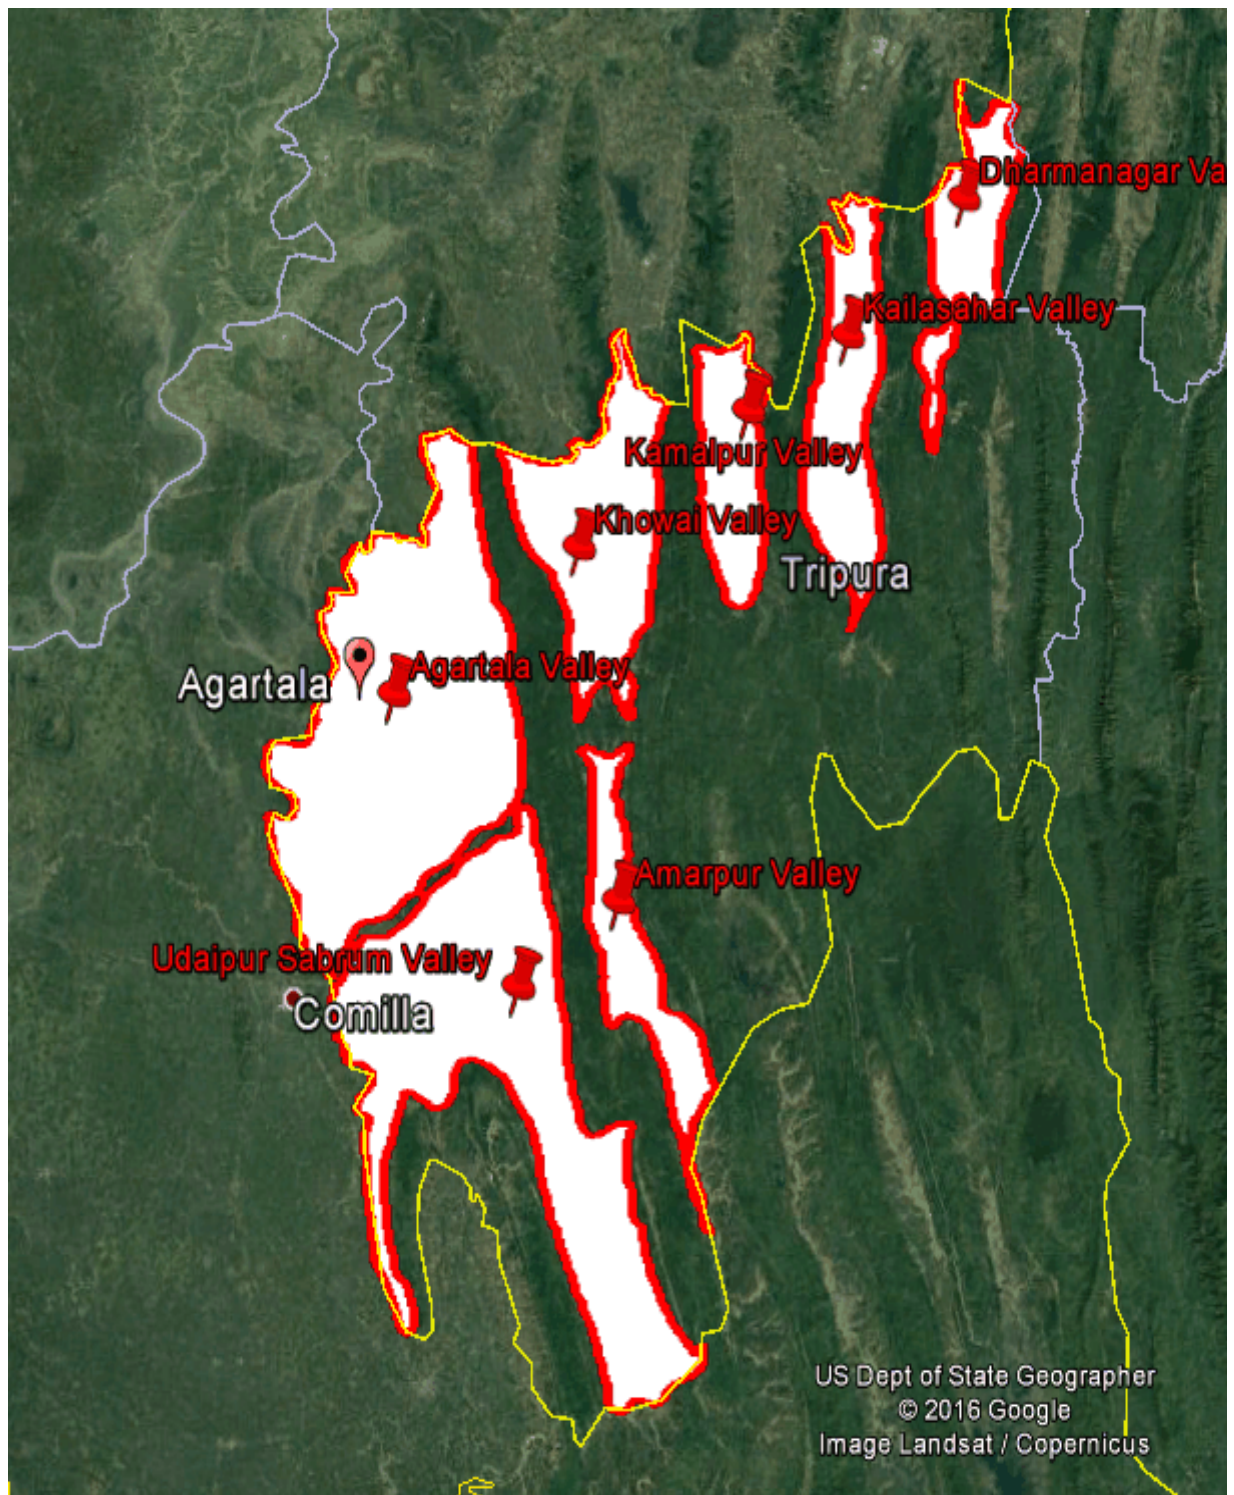 Dharmanagar Va
Kailasahar Valley
Kamalpur Valley
Khowai Valley
Tripura
Agartala Valley
Agartala
Amarpur Valley
Udaipur Sabrum Valley
Comilla
US Dept of State Geographer
© 2016 Google
Image Landsat / Copernicus